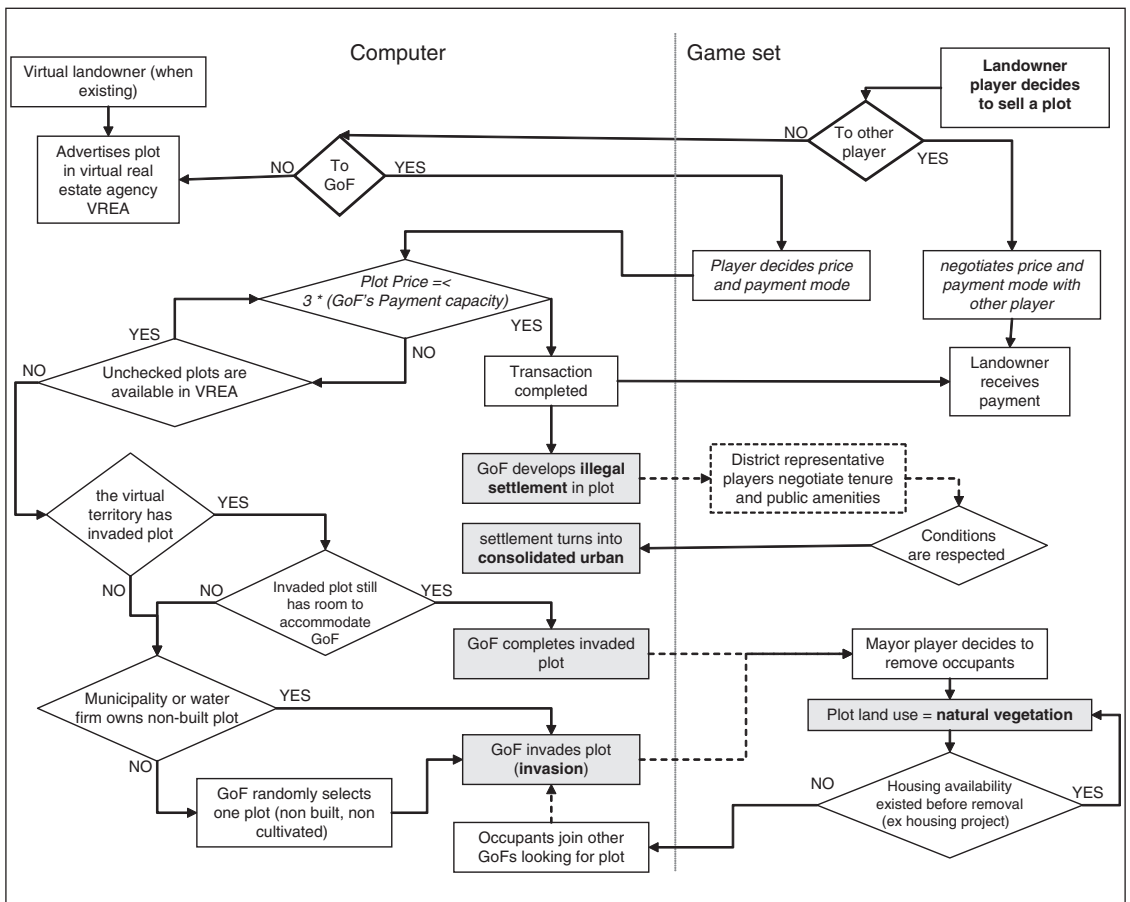 Computer
Game set
Virtual landowner (when
existing)
Landowner
player decides
to sell a plot
Advertises plot
in virtual real
estate agency
VREA
NO
To
GoF
YES
NO
To other
player
YES
Plot Price =<
3 * (GoF's Payment capacity)
Player decides price
and payment mode
negotiates price and
payment mode with
other player
YES
YES
NO
NO
Unchecked plots are
available in VREA
Transaction
completed
Landowner
receives
payment
GoF develops illegal
settlement in plot
District representative
players negotiate tenure
and public amenities
the virtual
territory has
invaded plot
YES
settlement turns into
consolidated urban
Conditions
are respected
NO
NO
Invaded plot still
has room to
accommodate
GoF
YES
GoF completes invaded
plot
Mayor player decides to
remove occupants
Municipality or water
firm owns non-built plot
YES
Plot land use = natural vegetation
GoF invades plot
(invasion)
NO
GoF randomly selects
one plot (non built, non
cultivated)
NO
Housing availability
existed before removal
(ex housing project)
YES
Occupants join other
GoFs looking for plot